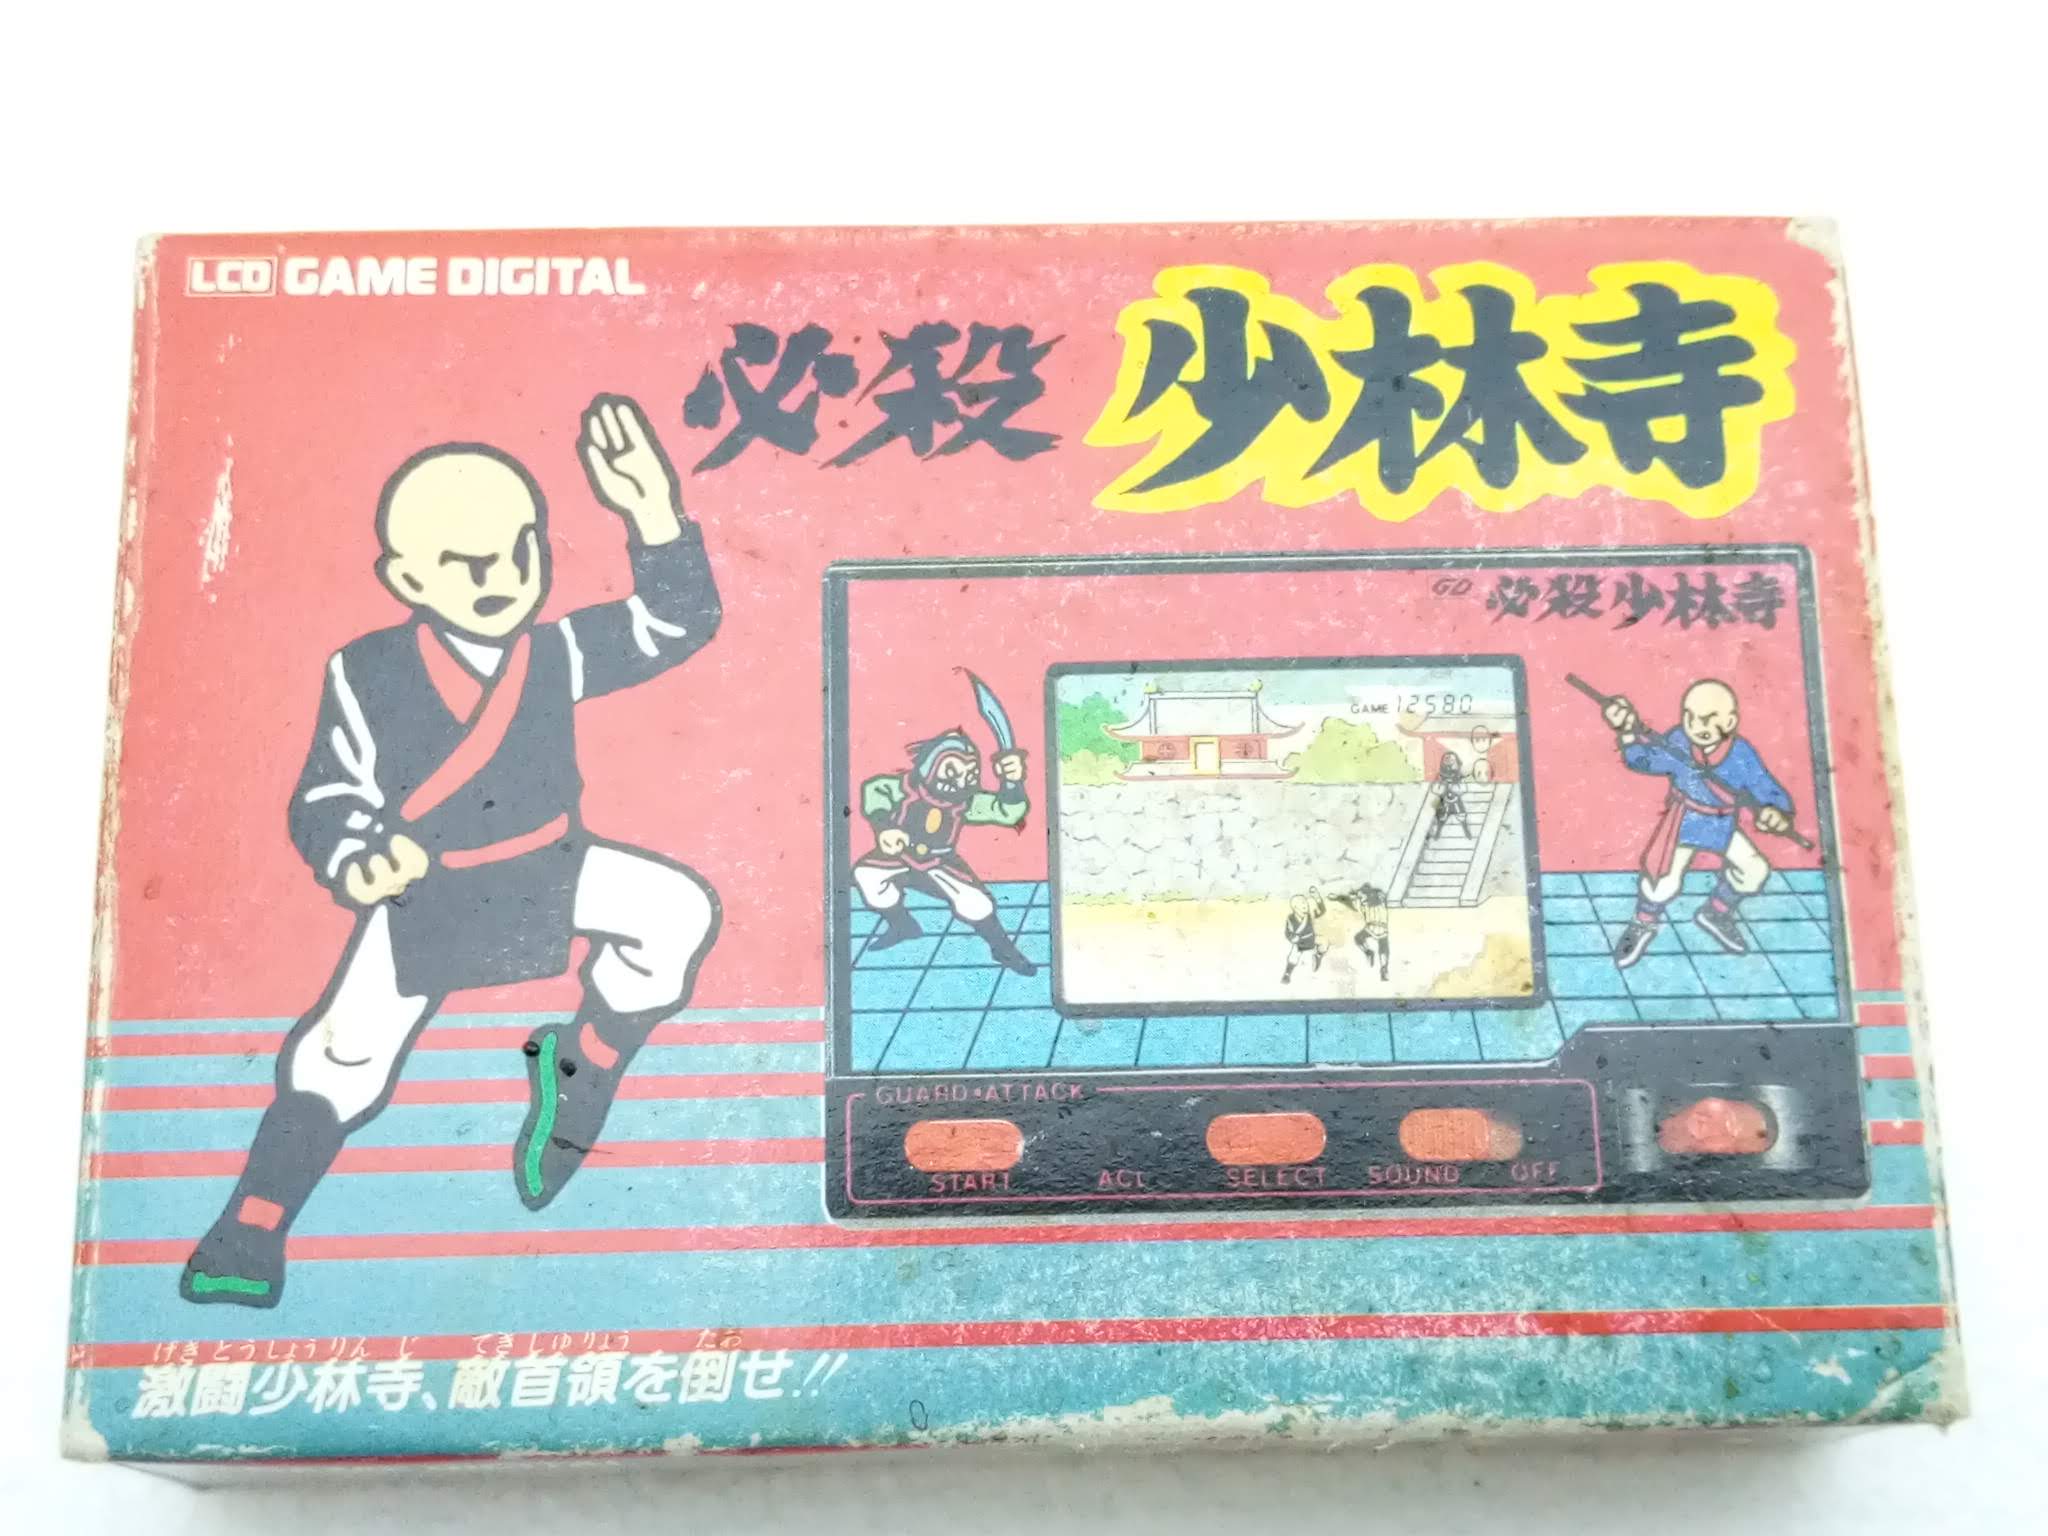 LCD GAME DIGITAL
必殺 少林寺
GD 必殺少林寺
GAME 12580
GUARD•ATTACK
START ACL SELECT SOUND OFF
げきとうしょうりんじ てきしゅりょう たお
激闘少林寺、敵首領を倒せ!!